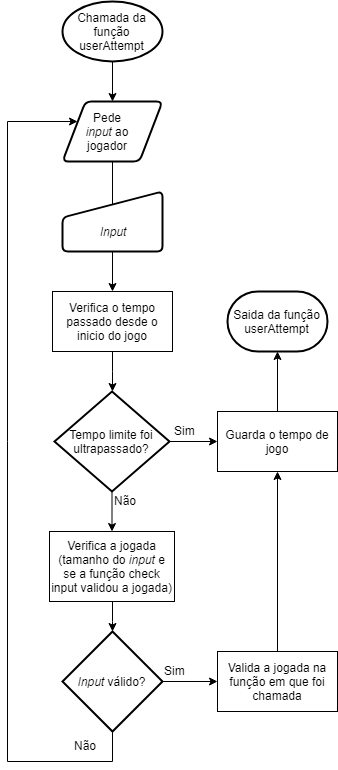 Chamada da
função
userAttempt
Pede
input ao
jogador
Input
Verifica o tempo
passado desde o
inicio do jogo
Saida da função
userAttempt
Tempo limite foi
ultrapassado?
Sim
Guarda o tempo de
jogo
Não
Verifica a jogada
(tamanho do input e
se a função check
input validou a jogada)
Input válido?
Sim
Valida a jogada na
função em que foi
chamada
Não